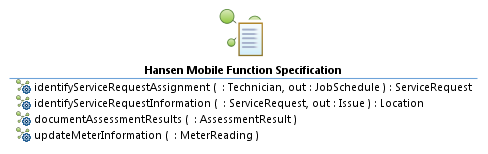 Hansen Mobile Function Specification
identifyServiceRequestAssignment ( : Technician, out : JobSchedule ) : ServiceRequest
identifyServiceRequestInformation ( : ServiceRequest, out : Issue ) : Location
documentAssessmentResults ( : AssessmentResult )
updateMeterInformation ( : MeterReading )